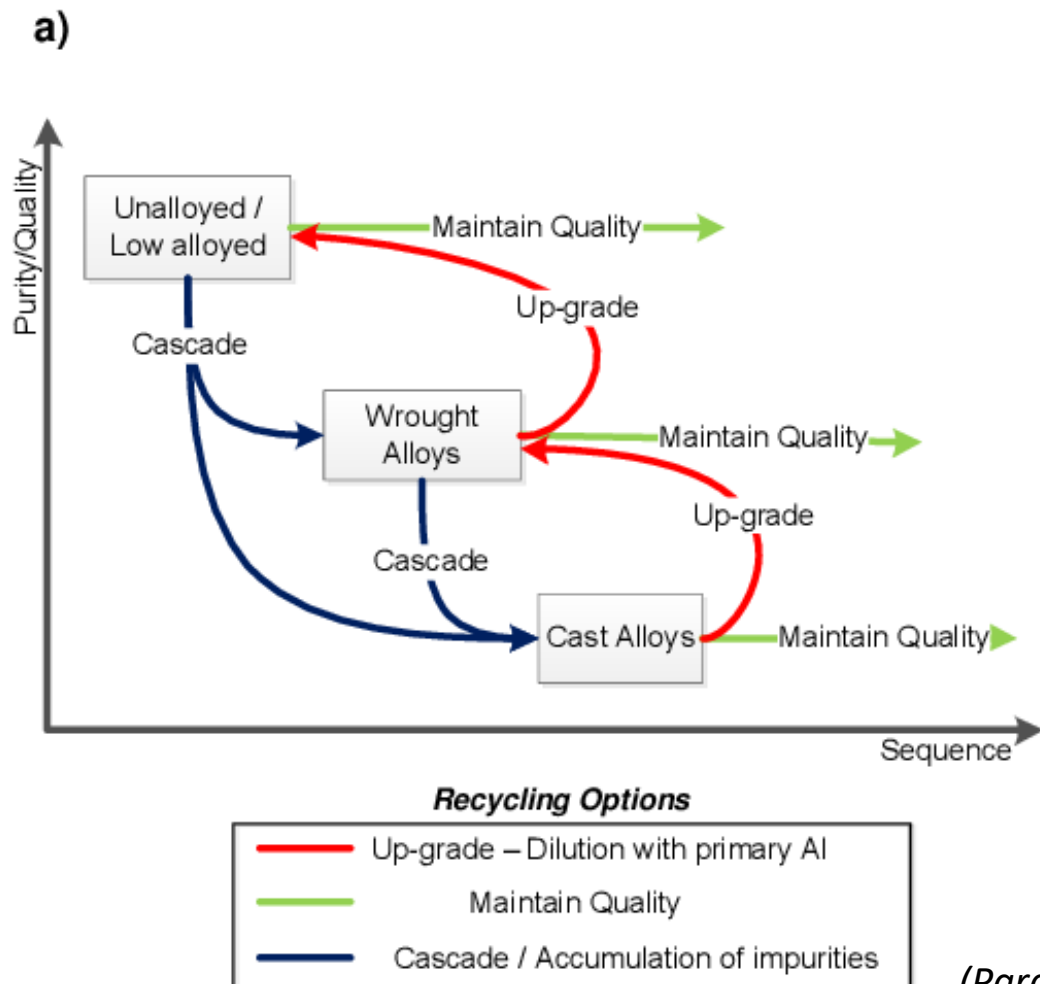 a)
Purity/Quality
Unalloyed /
Low alloyed
Maintain Quality
Up-grade
Cascade
Wrought
Alloys
Maintain Quality
Up-grade
Cascade
Cast Alloys
Maintain Quality
Sequence
Recycling Options
Up-grade – Dilution with primary Al
Maintain Quality
Cascade / Accumulation of impurities